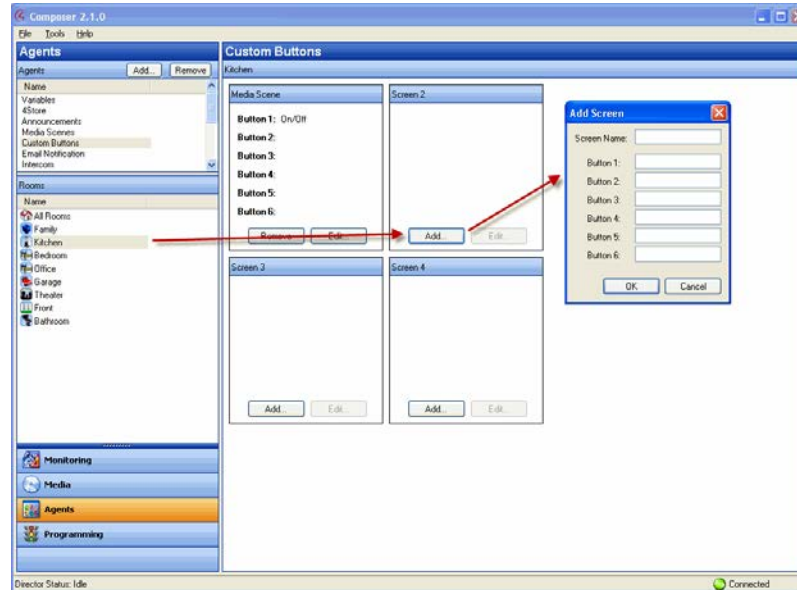 Composer 2.1.0
File Tools Help
Agents
Agents Add... Remove
Name
Variables
4Store
Announcements
Media Scenes
Custom Buttons
Email Notification
Intercom
Rooms
Name
All Rooms
Family
Kitchen
Bedroom
Office
Garage
Theater
Front
Bathroom
Monitoring
Media
Agents
Programming
Director Status: Idle
Custom Buttons
Kitchen
Media Scene
Button 1: On/Off
Button 2:
Button 3:
Button 4:
Button 5:
Button 6:
Remove Edit...
Screen 2
Add... Edit...
Screen 3
Add... Edit...
Screen 4
Add... Edit...
Add Screen
Screen Name:
Button 1:
Button 2:
Button 3:
Button 4:
Button 5:
Button 6:
OK Cancel
Connected